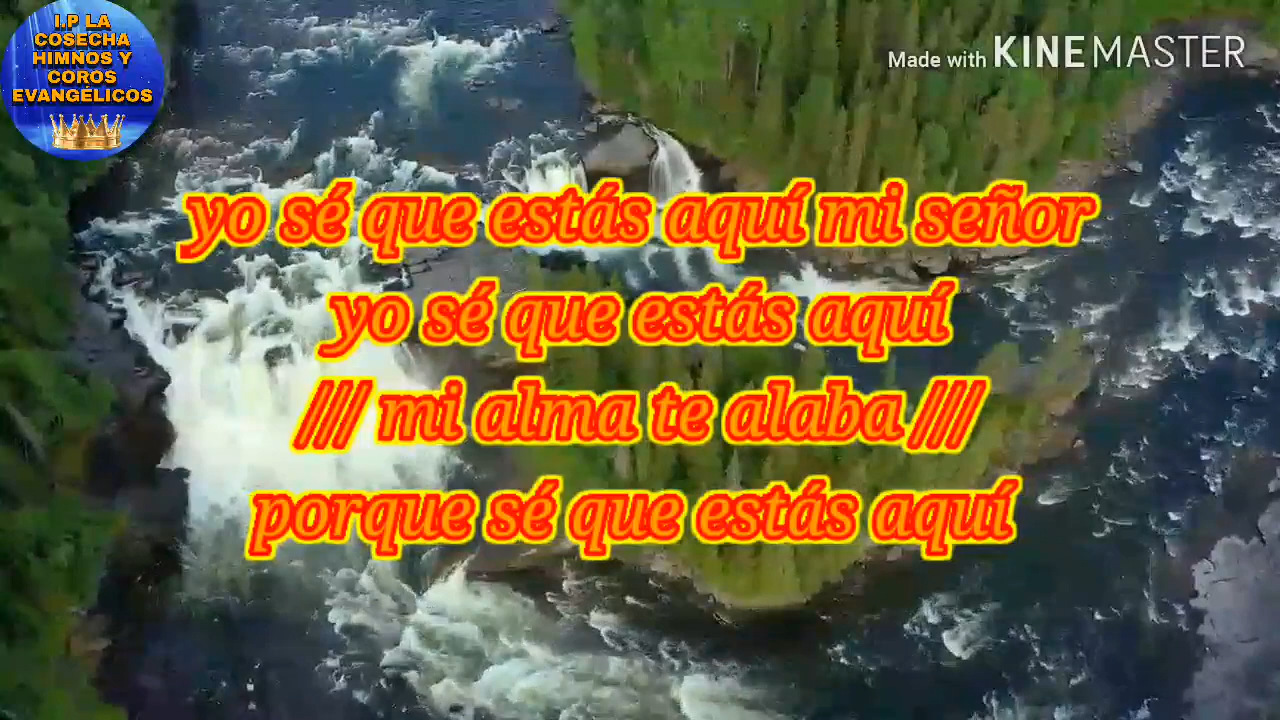 I.P LA
COSECHA
HIMNOS Y
COROS
EVANGÉLICOS
Made with KINEMASTER
yo sé que estás aquí mi señor
yo sé que estás aquí
/// mi alma te alaba ///
porque sé que estás aquí